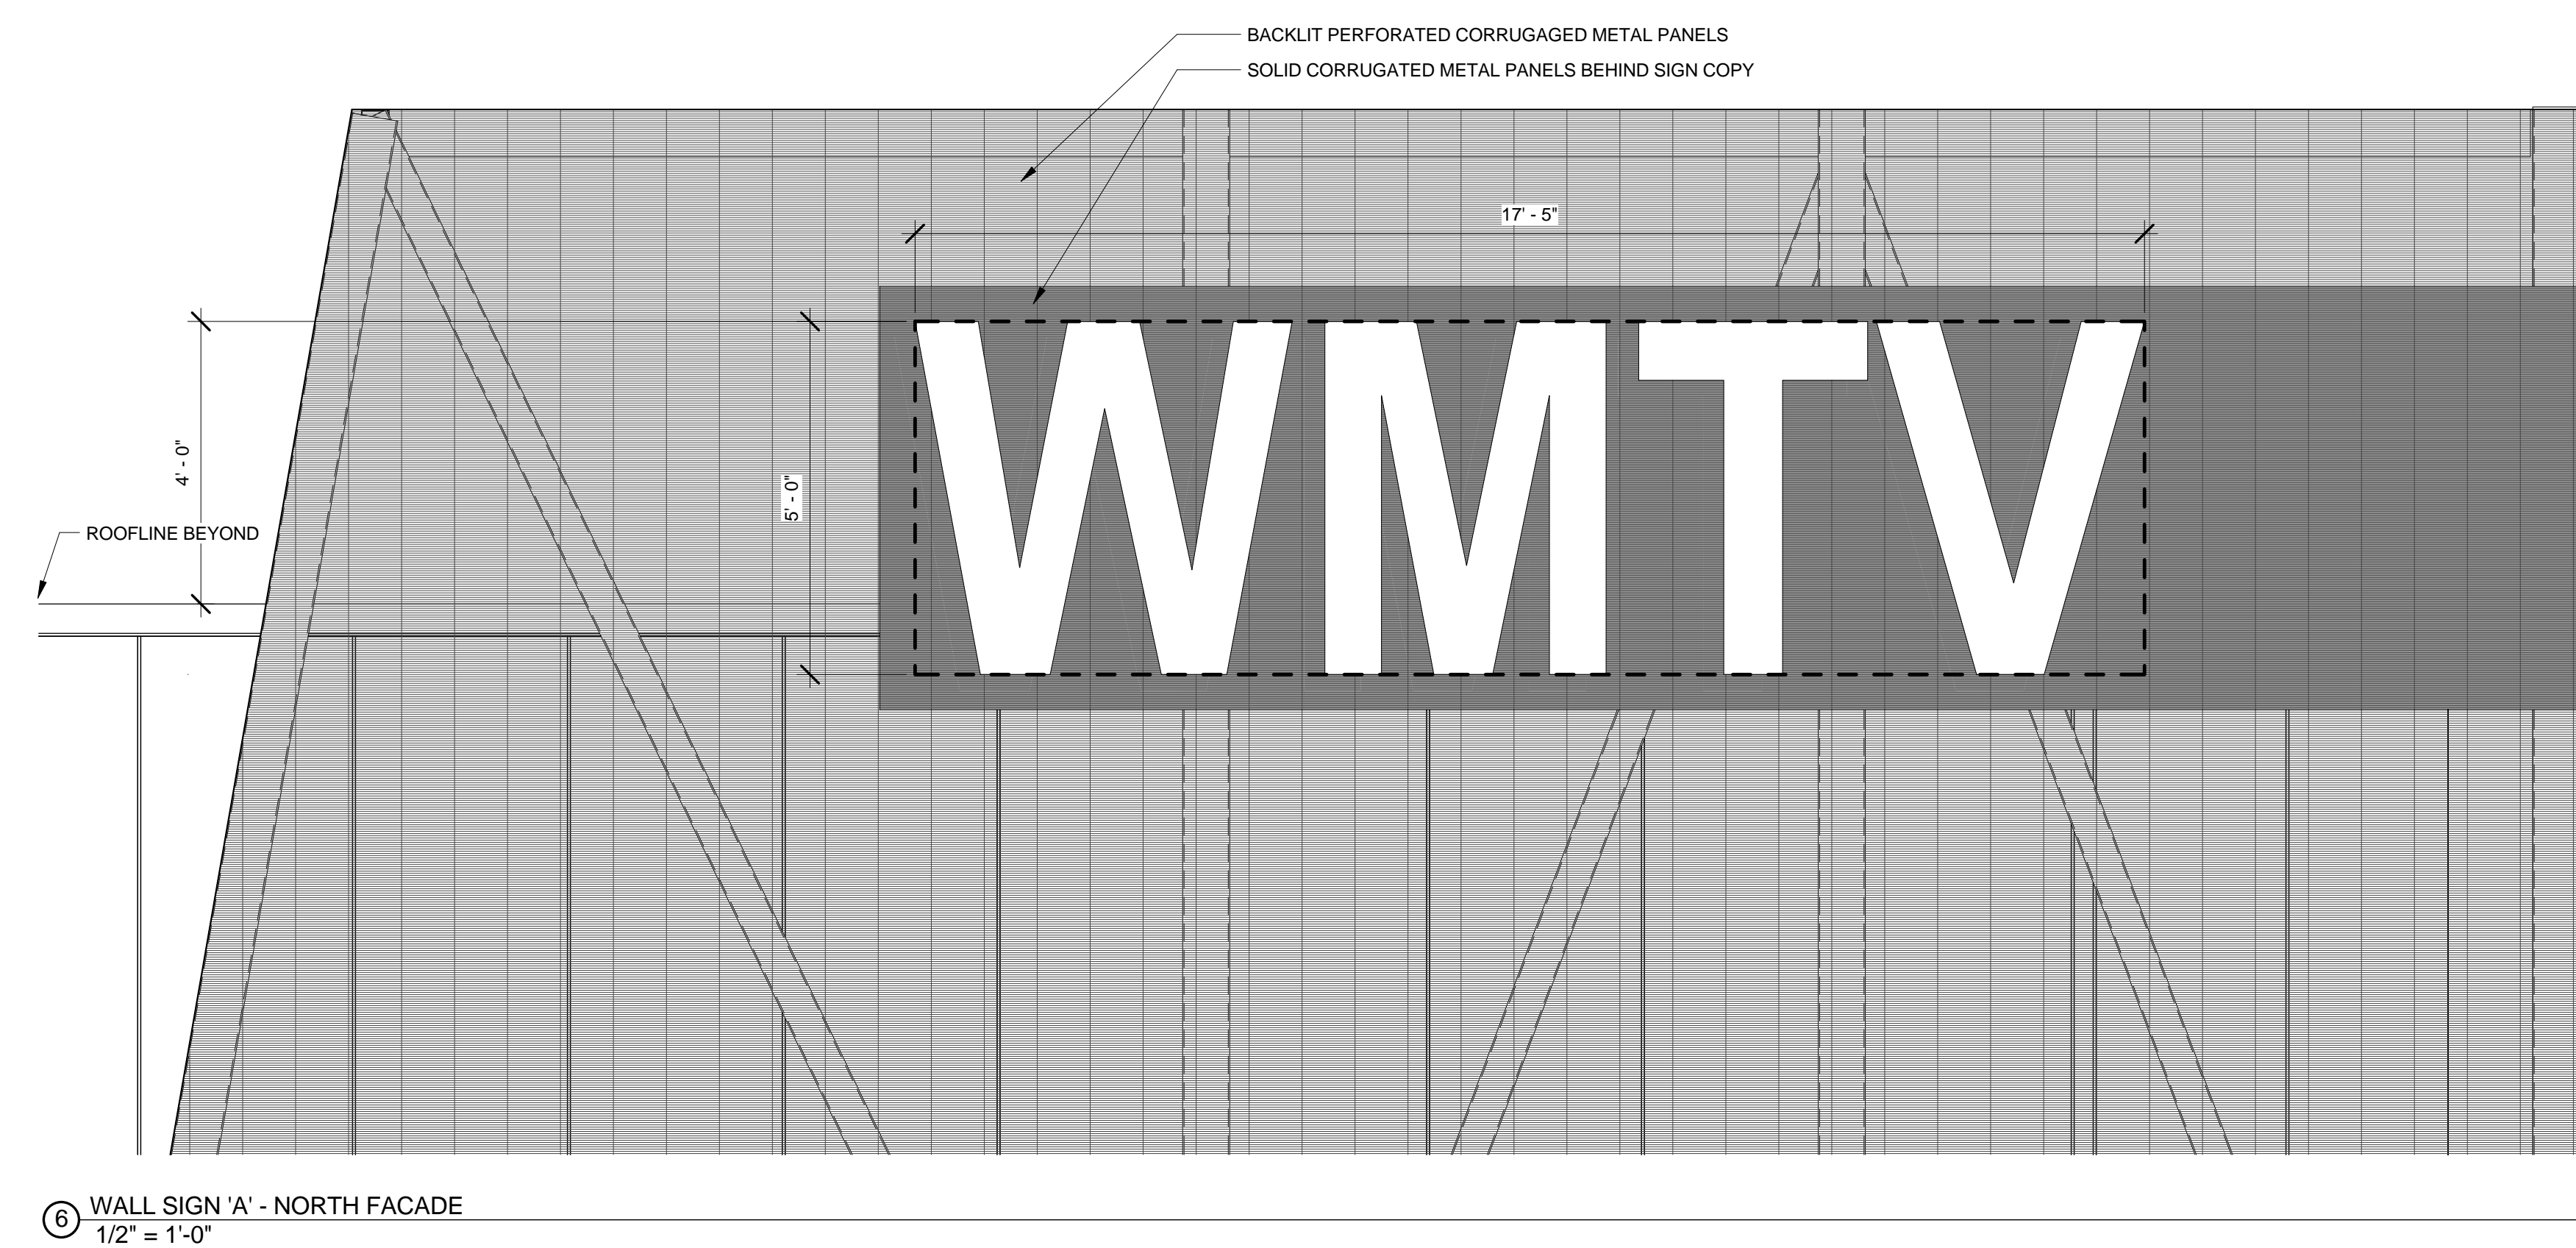 BACKLIT PERFORATED CORRUGAGED METAL PANELS
SOLID CORRUGATED METAL PANELS BEHIND SIGN COPY
17' - 5"
WMTV
4' - 0"
5' - 0"
ROOFLINE BEYOND
6 WALL SIGN 'A' - NORTH FACADE
1/2" = 1'-0"